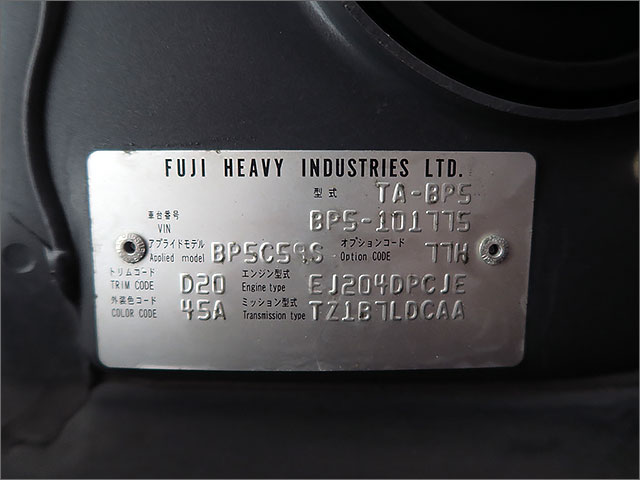 FUJI HEAVY INDUSTRIES LTD.
型式 TA-BP5
車台番号 VIN BP5-101775
アプライドモデル Applied model BP5C59S オプションコード Option CODE 77H
トリムコード TRIM CODE D20 エンジン型式 Engine type EJ204DPCJE
外装色コード COLOR CODE 45A ミッション型式 Transmission type TZ1B7LDCAA